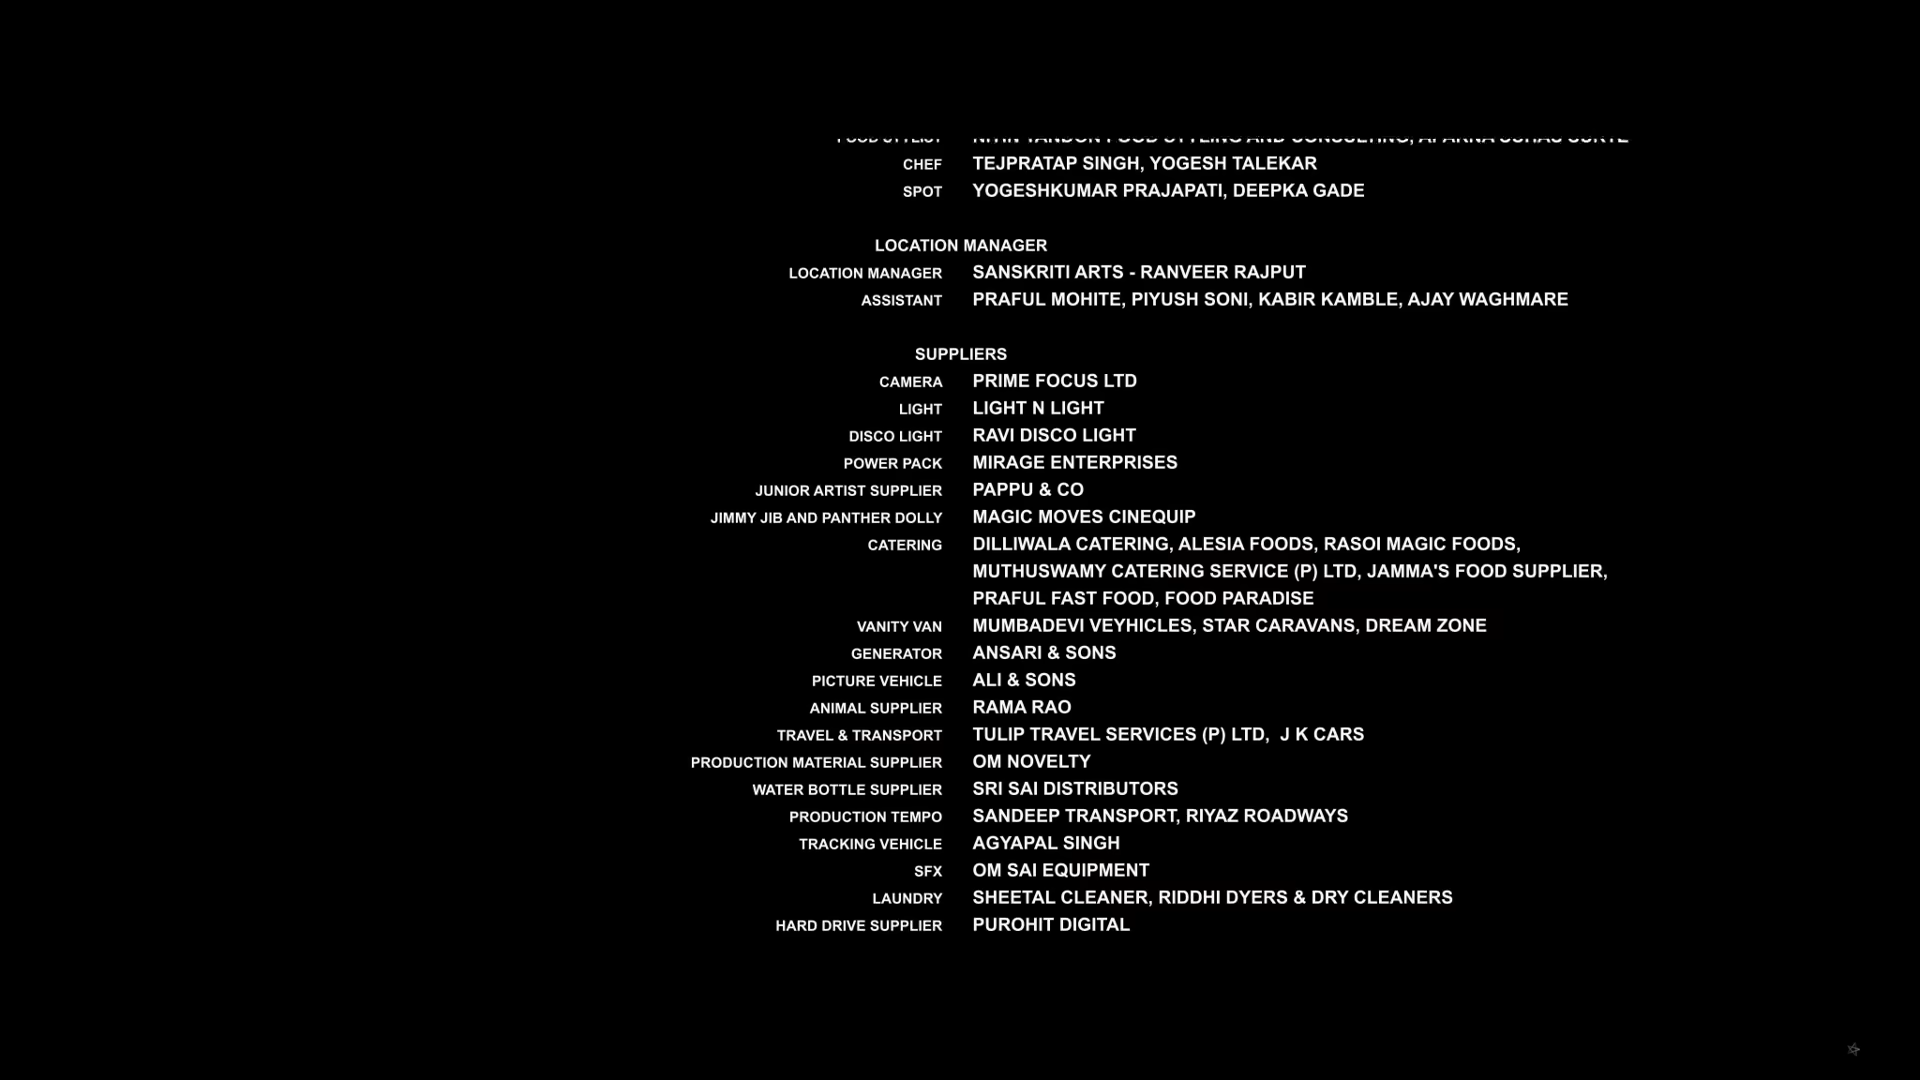 CHEF TEJPRATAP SINGH, YOGESH TALEKAR
SPOT YOGESHKUMAR PRAJAPATI, DEEPKA GADE
LOCATION MANAGER
LOCATION MANAGER SANSKRITI ARTS - RANVEER RAJPUT
ASSISTANT PRAFUL MOHITE, PIYUSH SONI, KABIR KAMBLE, AJAY WAGHMARE
SUPPLIERS
CAMERA PRIME FOCUS LTD
LIGHT LIGHT N LIGHT
DISCO LIGHT RAVI DISCO LIGHT
POWER PACK MIRAGE ENTERPRISES
JUNIOR ARTIST SUPPLIER PAPPU & CO
JIMMY JIB AND PANTHER DOLLY MAGIC MOVES CINEQUIP
CATERING DILLIWALA CATERING, ALESIA FOODS, RASOI MAGIC FOODS,
MUTHUSWAMY CATERING SERVICE (P) LTD, JAMMA'S FOOD SUPPLIER,
PRAFUL FAST FOOD, FOOD PARADISE
VANITY VAN MUMBADEVI VEYHICLES, STAR CARAVANS, DREAM ZONE
GENERATOR ANSARI & SONS
PICTURE VEHICLE ALI & SONS
ANIMAL SUPPLIER RAMA RAO
TRAVEL & TRANSPORT TULIP TRAVEL SERVICES (P) LTD, J K CARS
PRODUCTION MATERIAL SUPPLIER OM NOVELTY
WATER BOTTLE SUPPLIER SRI SAI DISTRIBUTORS
PRODUCTION TEMPO SANDEEP TRANSPORT, RIYAZ ROADWAYS
TRACKING VEHICLE AGYAPAL SINGH
SFX OM SAI EQUIPMENT
LAUNDRY SHEETAL CLEANER, RIDDHI DYERS & DRY CLEANERS
HARD DRIVE SUPPLIER PUROHIT DIGITAL